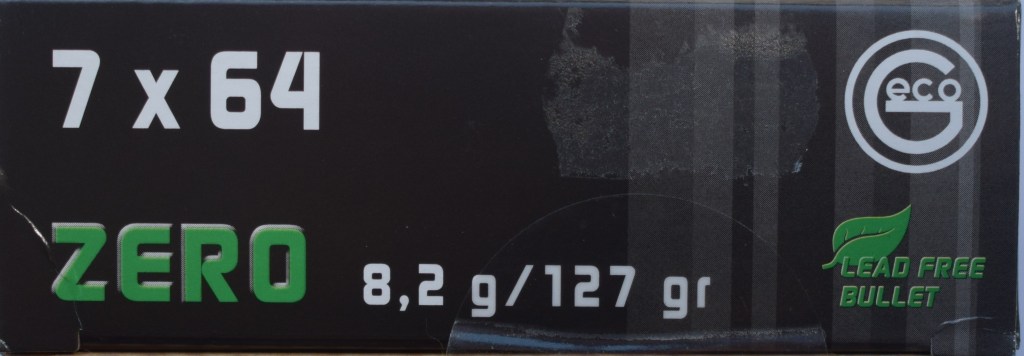 7 x 64
Geco
ZERO
8,2 g/127 gr
LEAD FREE
BULLET